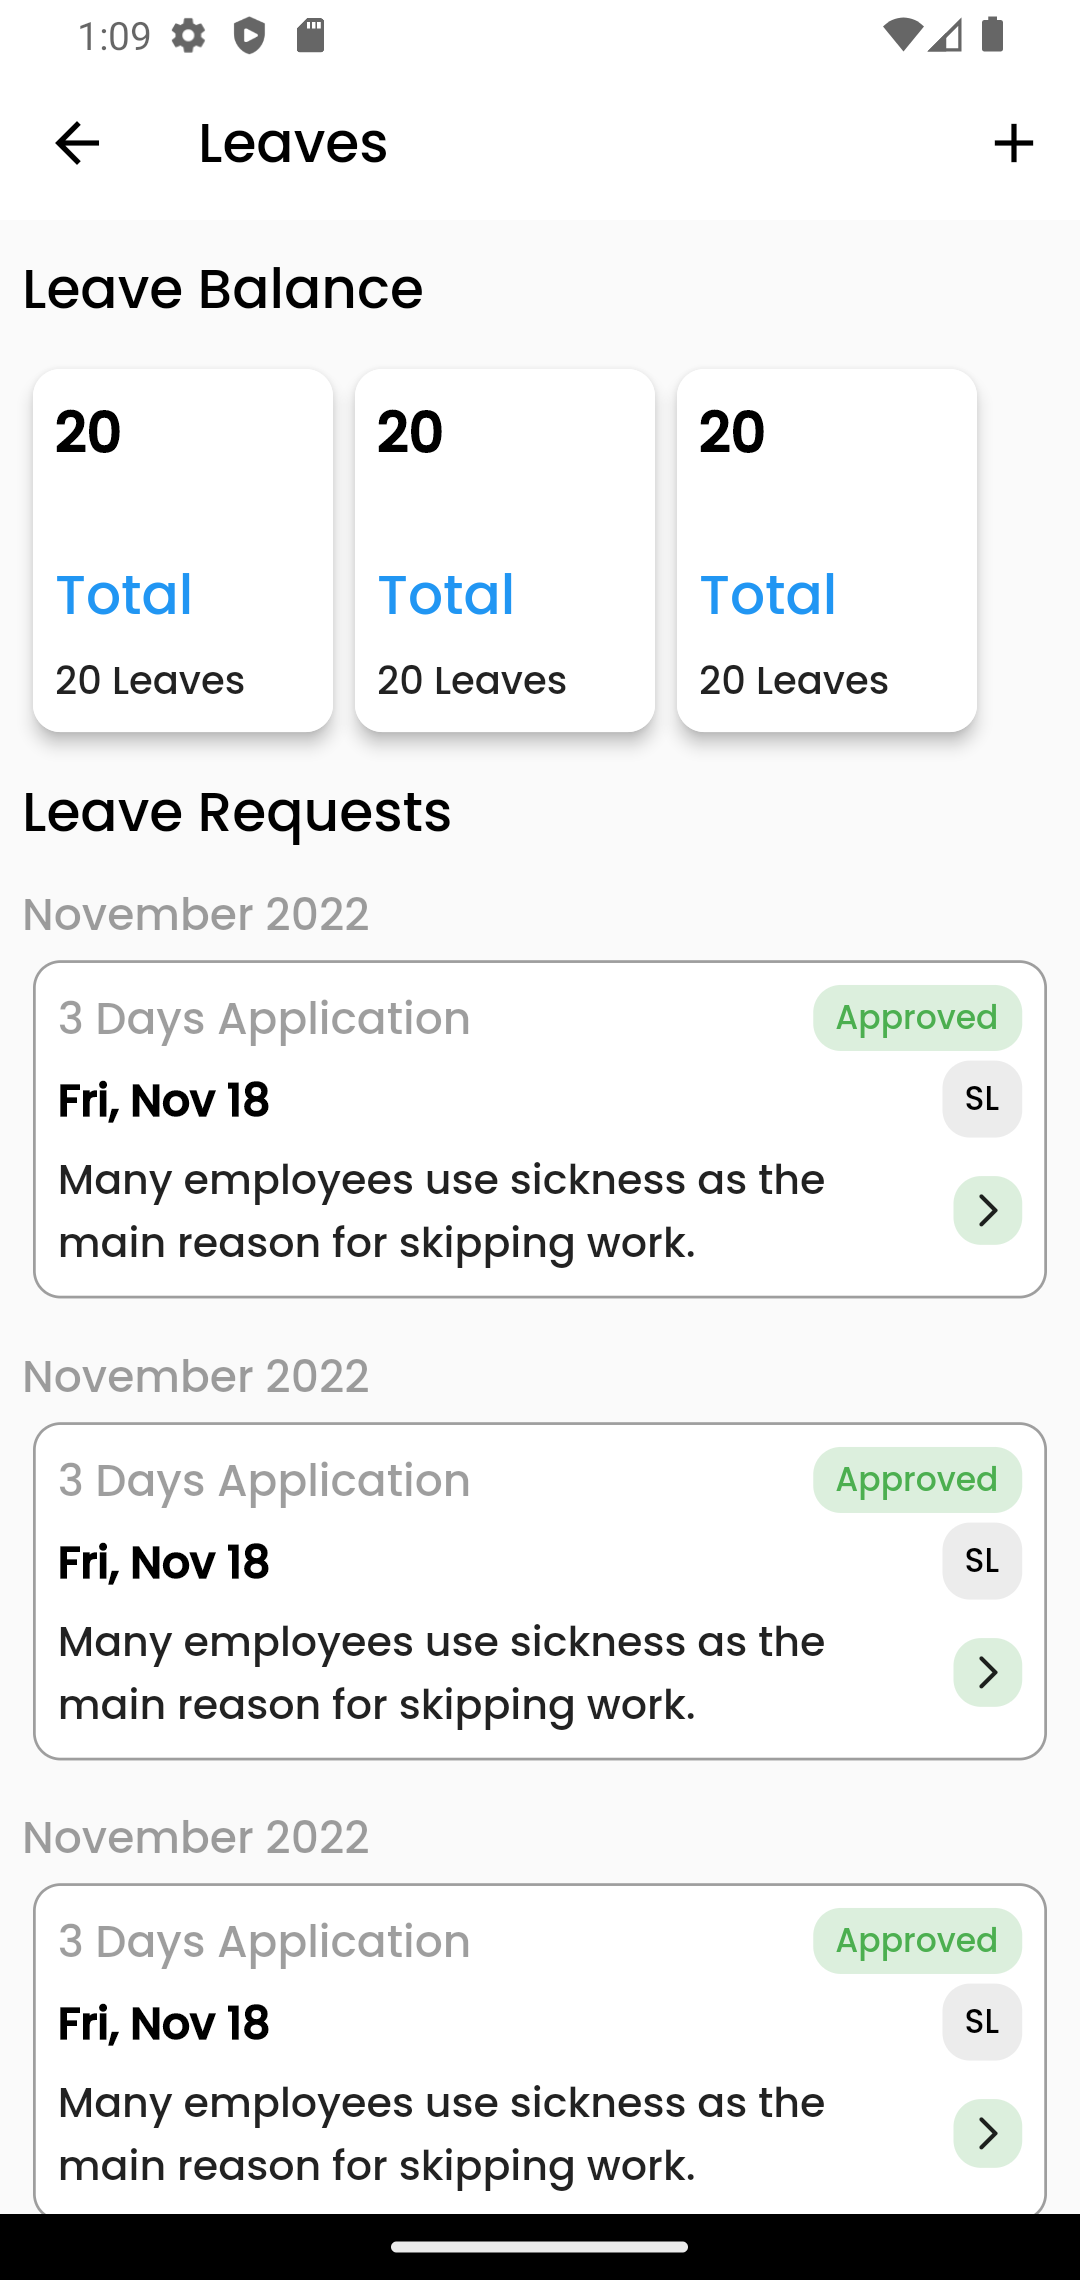 1:09
Leaves
Leave Balance
20 20 20
Total Total Total
20 Leaves 20 Leaves 20 Leaves
Leave Requests
November 2022
3 Days Application Approved
Fri, Nov 18 SL
Many employees use sickness as the
main reason for skipping work.
November 2022
3 Days Application Approved
Fri, Nov 18 SL
Many employees use sickness as the
main reason for skipping work.
November 2022
3 Days Application Approved
Fri, Nov 18 SL
Many employees use sickness as the
main reason for skipping work.